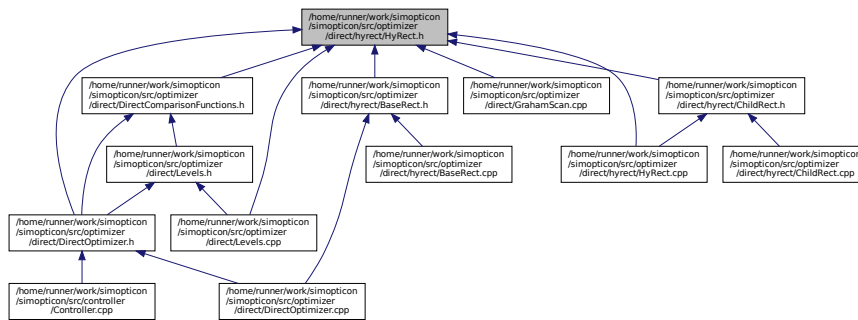 /home/runner/work/simopticon
/simopticon/src/optimizer
/direct/hyrect/HyRect.h
/home/runner/work/simopticon
/simopticon/src/optimizer
/direct/DirectComparisonFunctions.h
/home/runner/work/simopticon
/simopticon/src/optimizer
/direct/hyrect/BaseRect.h
/home/runner/work/simopticon
/simopticon/src/optimizer
/direct/GrahamScan.cpp
/home/runner/work/simopticon
/simopticon/src/optimizer
/direct/hyrect/ChildRect.h
/home/runner/work/simopticon
/simopticon/src/optimizer
/direct/Levels.h
/home/runner/work/simopticon
/simopticon/src/optimizer
/direct/hyrect/BaseRect.cpp
/home/runner/work/simopticon
/simopticon/src/optimizer
/direct/hyrect/HyRect.cpp
/home/runner/work/simopticon
/simopticon/src/optimizer
/direct/hyrect/ChildRect.cpp
/home/runner/work/simopticon
/simopticon/src/optimizer
/direct/DirectOptimizer.h
/home/runner/work/simopticon
/simopticon/src/optimizer
/direct/Levels.cpp
/home/runner/work/simopticon
/simopticon/src/controller
/Controller.cpp
/home/runner/work/simopticon
/simopticon/src/optimizer
/direct/DirectOptimizer.cpp